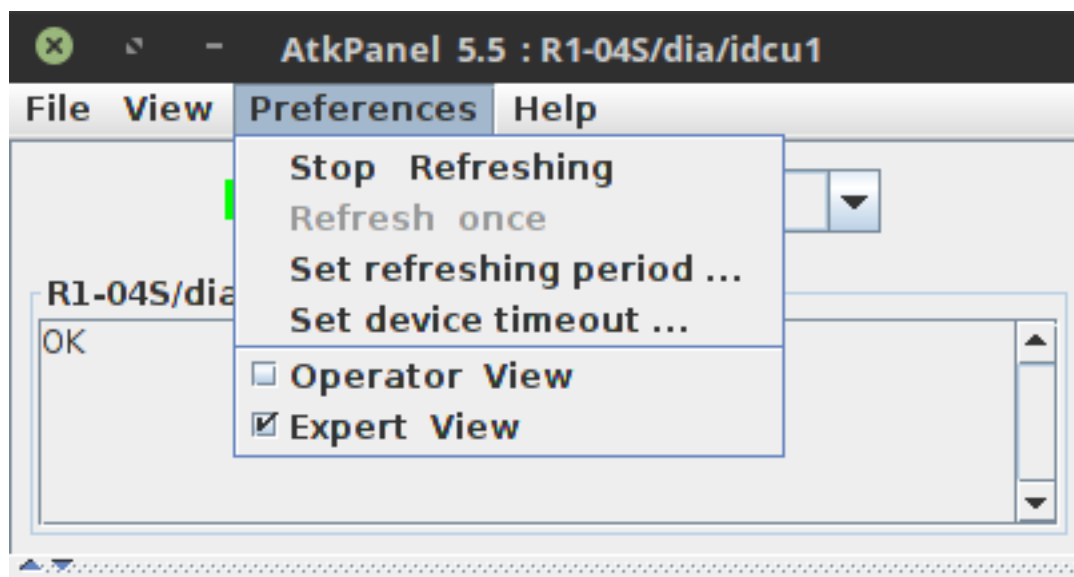 AtkPanel 5.5 : R1-04S/dia/idcu1
File View Preferences Help
Stop Refreshing
Refresh once
Set refreshing period ...
Set device timeout ...
Operator View
Expert View
R1-04S/dia
OK